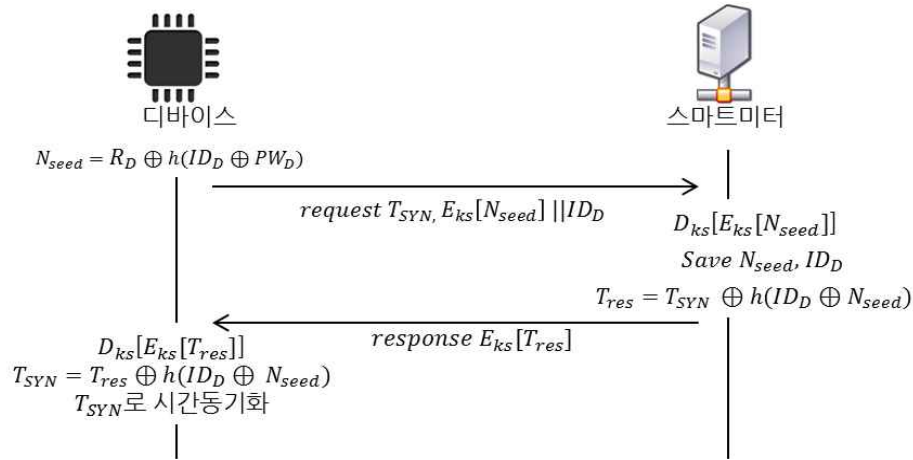 디바이스
스마트미터
N_seed = R_D ⊕ h(ID_D ⊕ PW_D)
request T_SYN, E_ks[N_seed] ||ID_D
D_ks[E_ks[N_seed]]
Save N_seed, ID_D
T_res = T_SYN ⊕ h(ID_D ⊕ N_seed)
response E_ks[T_res]
D_ks[E_ks[T_res]]
T_SYN = T_res ⊕ h(ID_D ⊕ N_seed)
T_SYN로 시간동기화